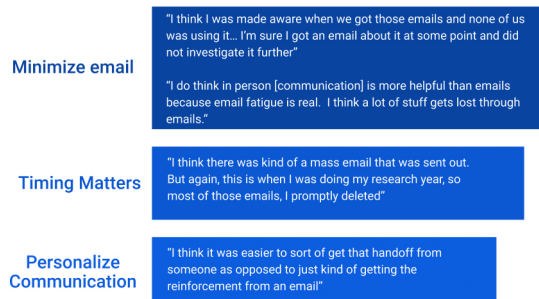 Minimize email
“I think I was made aware when we got those emails and none of us
was using it… I’m sure I got an email about it at some point and did
not investigate it further”
“I do think in person [communication] is more helpful than emails
because email fatigue is real.  I think a lot of stuff gets lost through
emails.”
Timing Matters
“I think there was kind of a mass email that was sent out.
But again, this is when I was doing my research year, so
most of those emails, I promptly deleted”
Personalize
Communication
“I think it was easier to sort of get that handoff from
someone as opposed to just kind of getting the
reinforcement from an email”